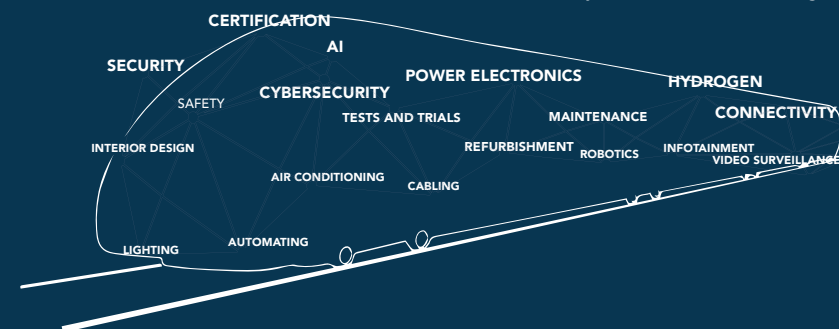 CERTIFICATION
AI
SECURITY
POWER ELECTRONICS
HYDROGEN
CYBERSECURITY
SAFETY
CONNECTIVITY
TESTS AND TRIALS
MAINTENANCE
INTERIOR DESIGN
REFURBISHMENT
ROBOTICS
INFOTAINMENT
VIDEO SURVEILLANCE
AIR CONDITIONING
CABLING
AUTOMATING
LIGHTING